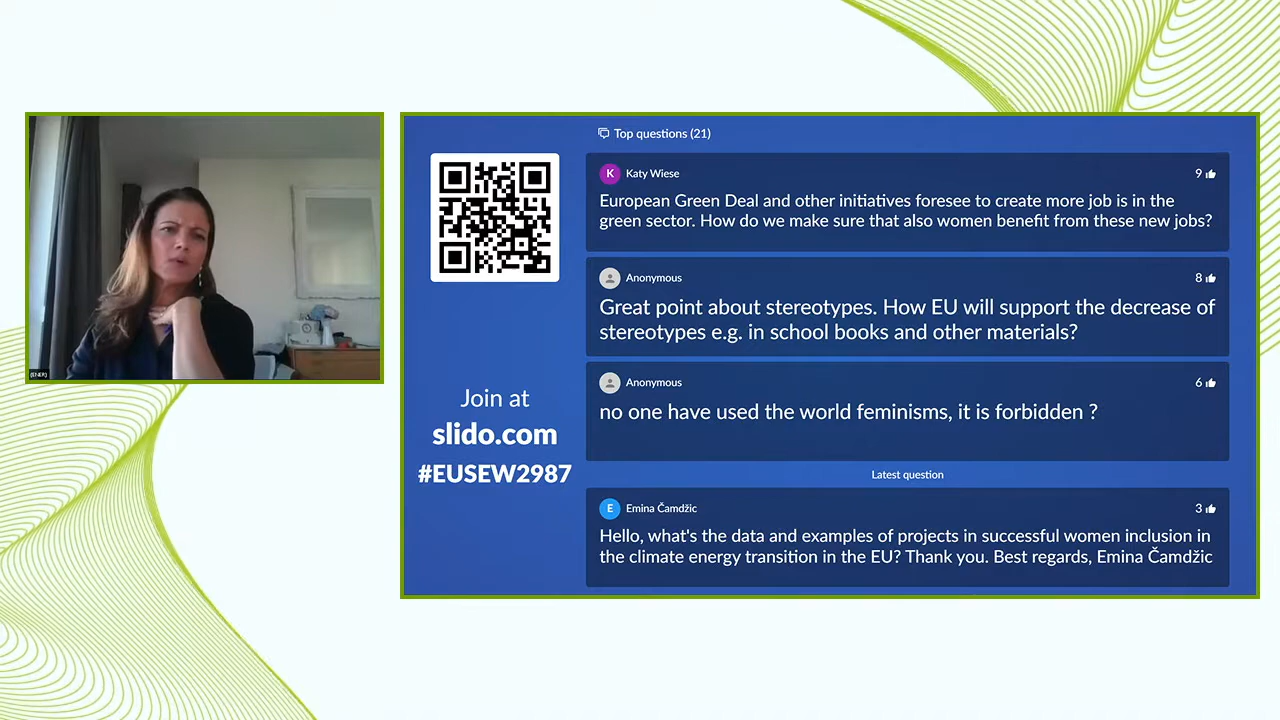 (ENER)
Join at
slido.com
#EUSEW2987
Top questions (21)
K Katy Wiese 9
European Green Deal and other initiatives foresee to create more job is in the
green sector. How do we make sure that also women benefit from these new jobs?
Anonymous 8
Great point about stereotypes. How EU will support the decrease of
stereotypes e.g. in school books and other materials?
Anonymous 6
no one have used the world feminisms, it is forbidden ?
Latest question
E Emina Čamdžic 3
Hello, what's the data and examples of projects in successful women inclusion in
the climate energy transition in the EU? Thank you. Best regards, Emina Čamdžic